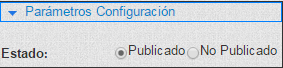 Parámetros Configuración
Estado: Publicado No Publicado